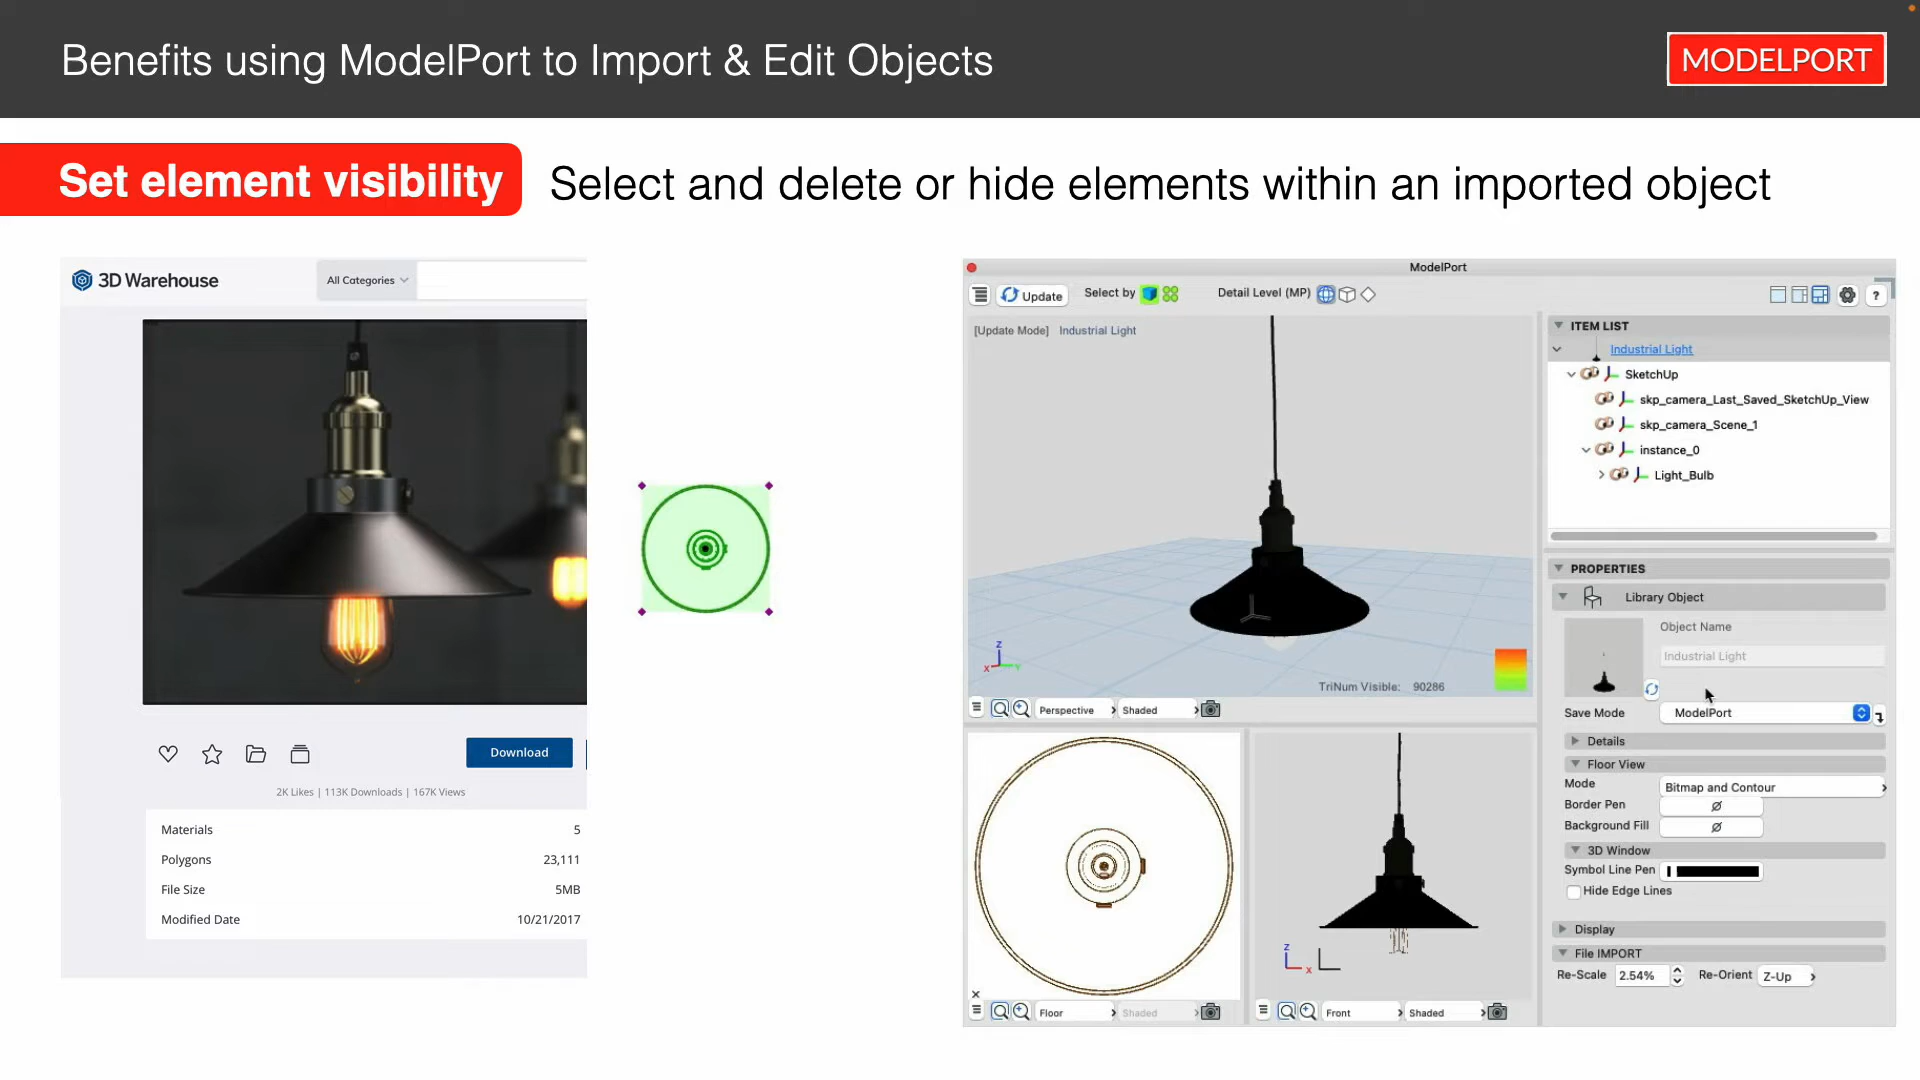 Benefits using ModelPort to Import & Edit Objects
MODELPORT
Set element visibility
Select and delete or hide elements within an imported object
3D Warehouse
All Categories
Download
2K Likes | 113K Downloads | 167K Views
Materials 5
Polygons 23,111
File Size 5MB
Modified Date 10/21/2017
ModelPort
Update
Select by
Detail Level (MP)
?
[Update Mode] Industrial Light
z
x
Y
TriNum Visible: 90286
Perspective
Shaded
Floor
Shaded
z
x
Front
Shaded
ITEM LIST
Industrial Light
SketchUp
skp_camera_Last_Saved_SketchUp_View
skp_camera_Scene_1
instance_0
Light_Bulb
PROPERTIES
Library Object
Object Name
Industrial Light
Save Mode ModelPort
Details
Floor View
Mode Bitmap and Contour
Border Pen
Background Fill
3D Window
Symbol Line Pen
Hide Edge Lines
Display
File IMPORT
Re-Scale 2.54% Re-Orient Z-Up